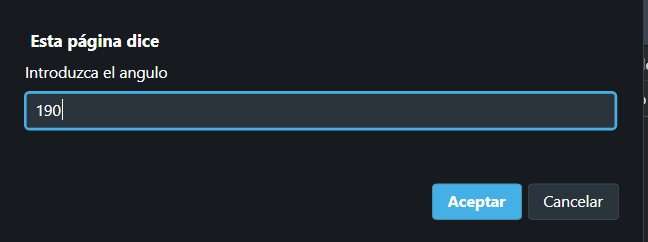 Esta página dice
Introduzca el angulo
190
Aceptar Cancelar